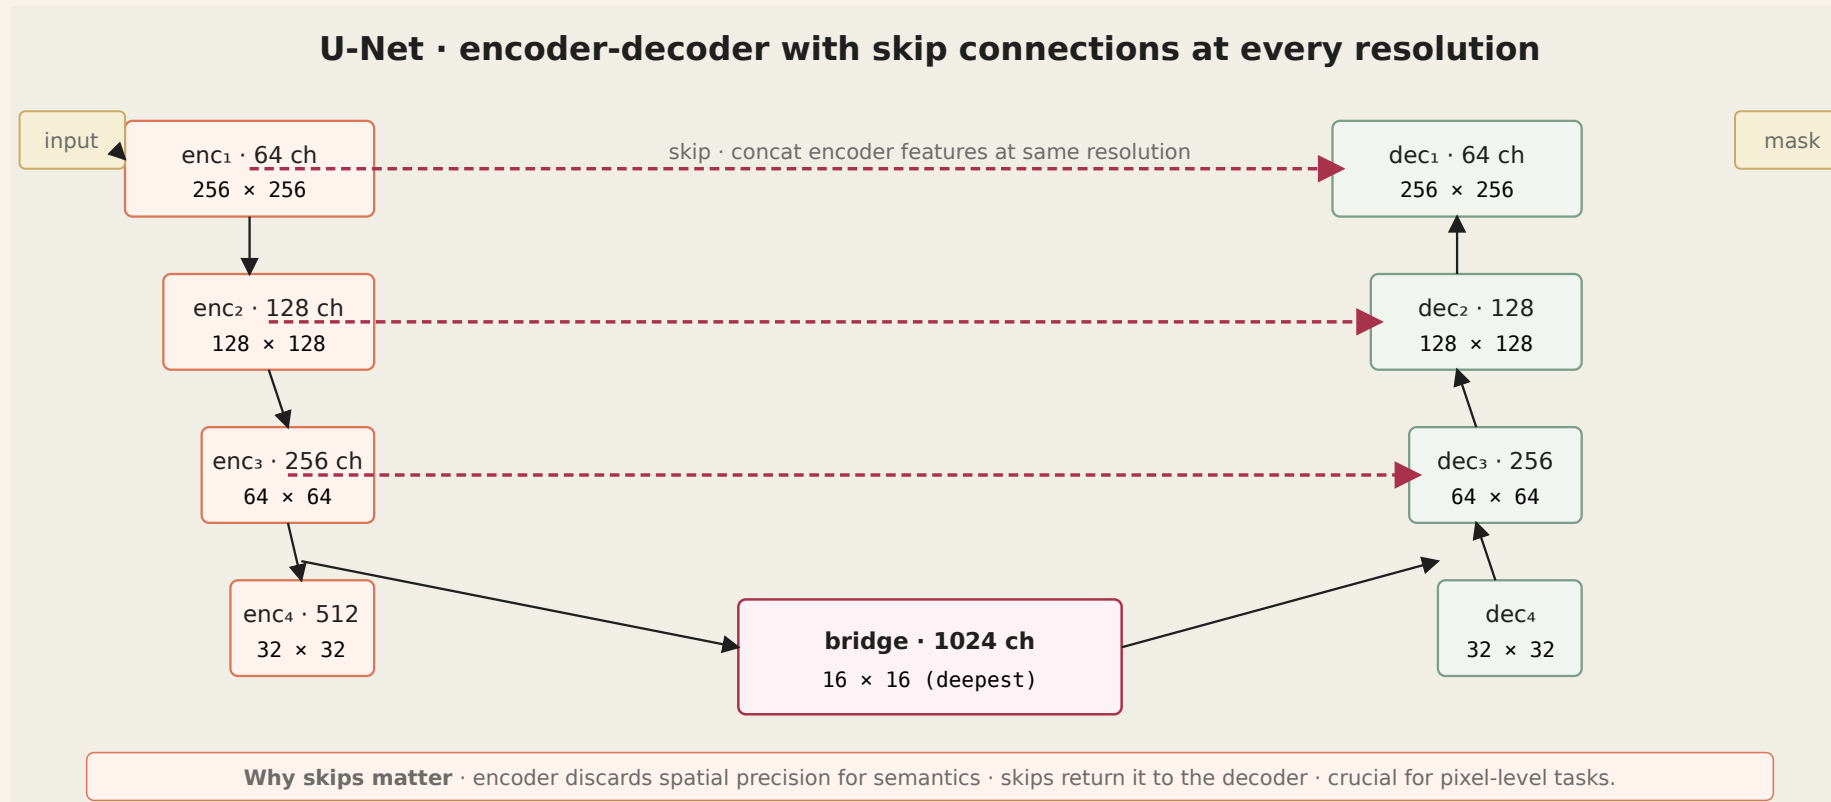 U-Net · encoder-decoder with skip connections at every resolution
input
enc₁ · 64 ch
256 × 256
skip · concat encoder features at same resolution
dec₁ · 64 ch
256 × 256
mask
enc₂ · 128 ch
128 × 128
dec₂ · 128
128 × 128
enc₃ · 256 ch
64 × 64
dec₃ · 256
64 × 64
enc₄ · 512
32 × 32
bridge · 1024 ch
16 × 16 (deepest)
dec₄
32 × 32
Why skips matter · encoder discards spatial precision for semantics · skips return it to the decoder · crucial for pixel-level tasks.